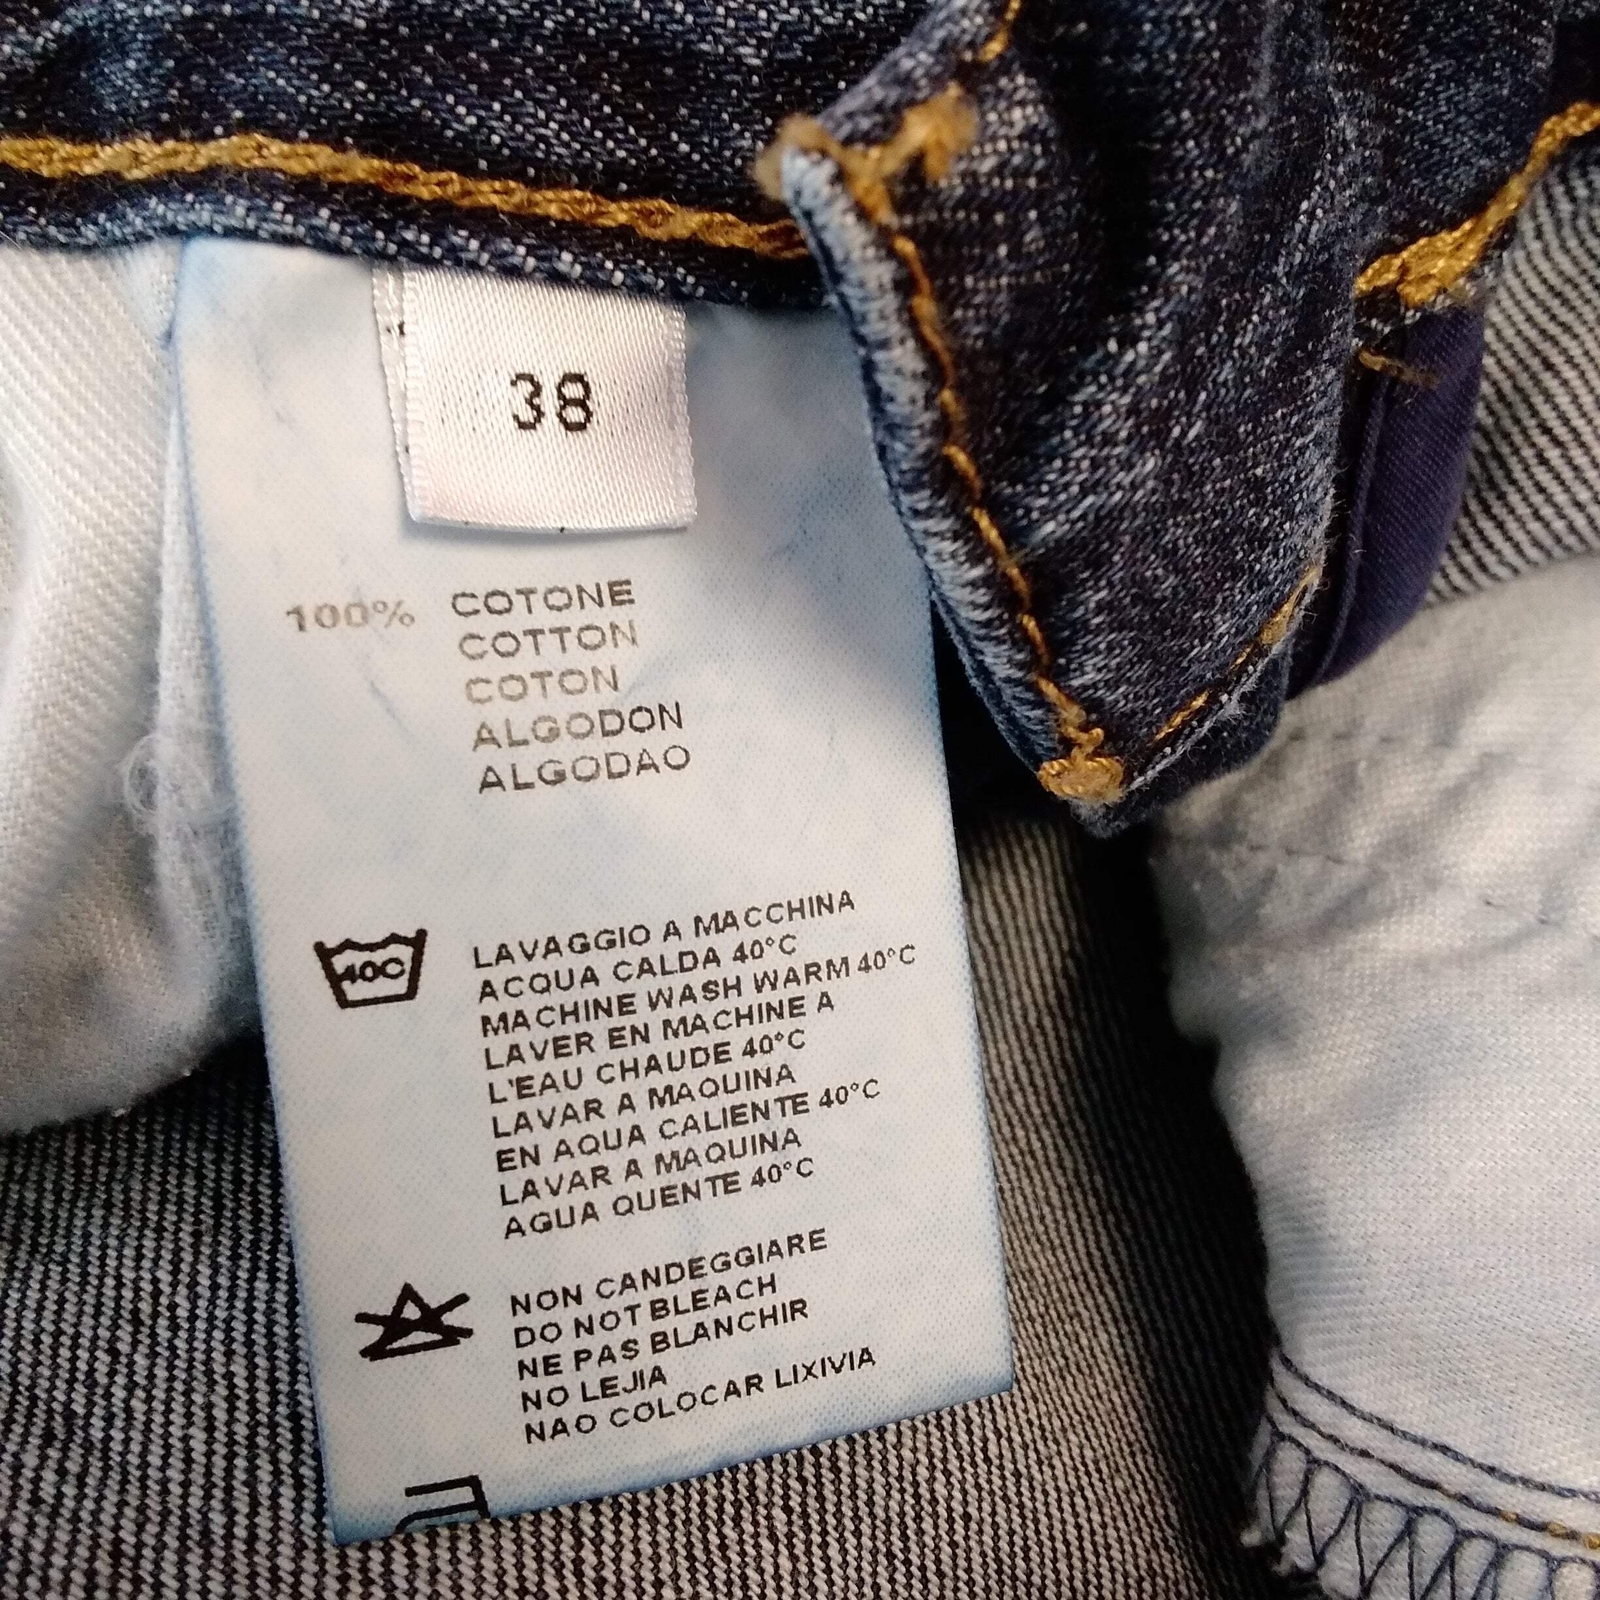 38
100% COTONE
COTTON
COTON
ALGODON
ALGODAO
40C
LAVAGGIO A MACCHINA
ACQUA CALDA 40°C
MACHINE WASH WARM 40°C
LAVER EN MACHINE A
L'EAU CHAUDE 40°C
LAVAR A MAQUINA
EN AQUA CALIENTE 40°C
LAVAR A MAQUINA
AGUA QUENTE 40°C
NON CANDEGGIARE
DO NOT BLEACH
NE PAS BLANCHIR
NO LEJIA
NAO COLOCAR LIXIVIA